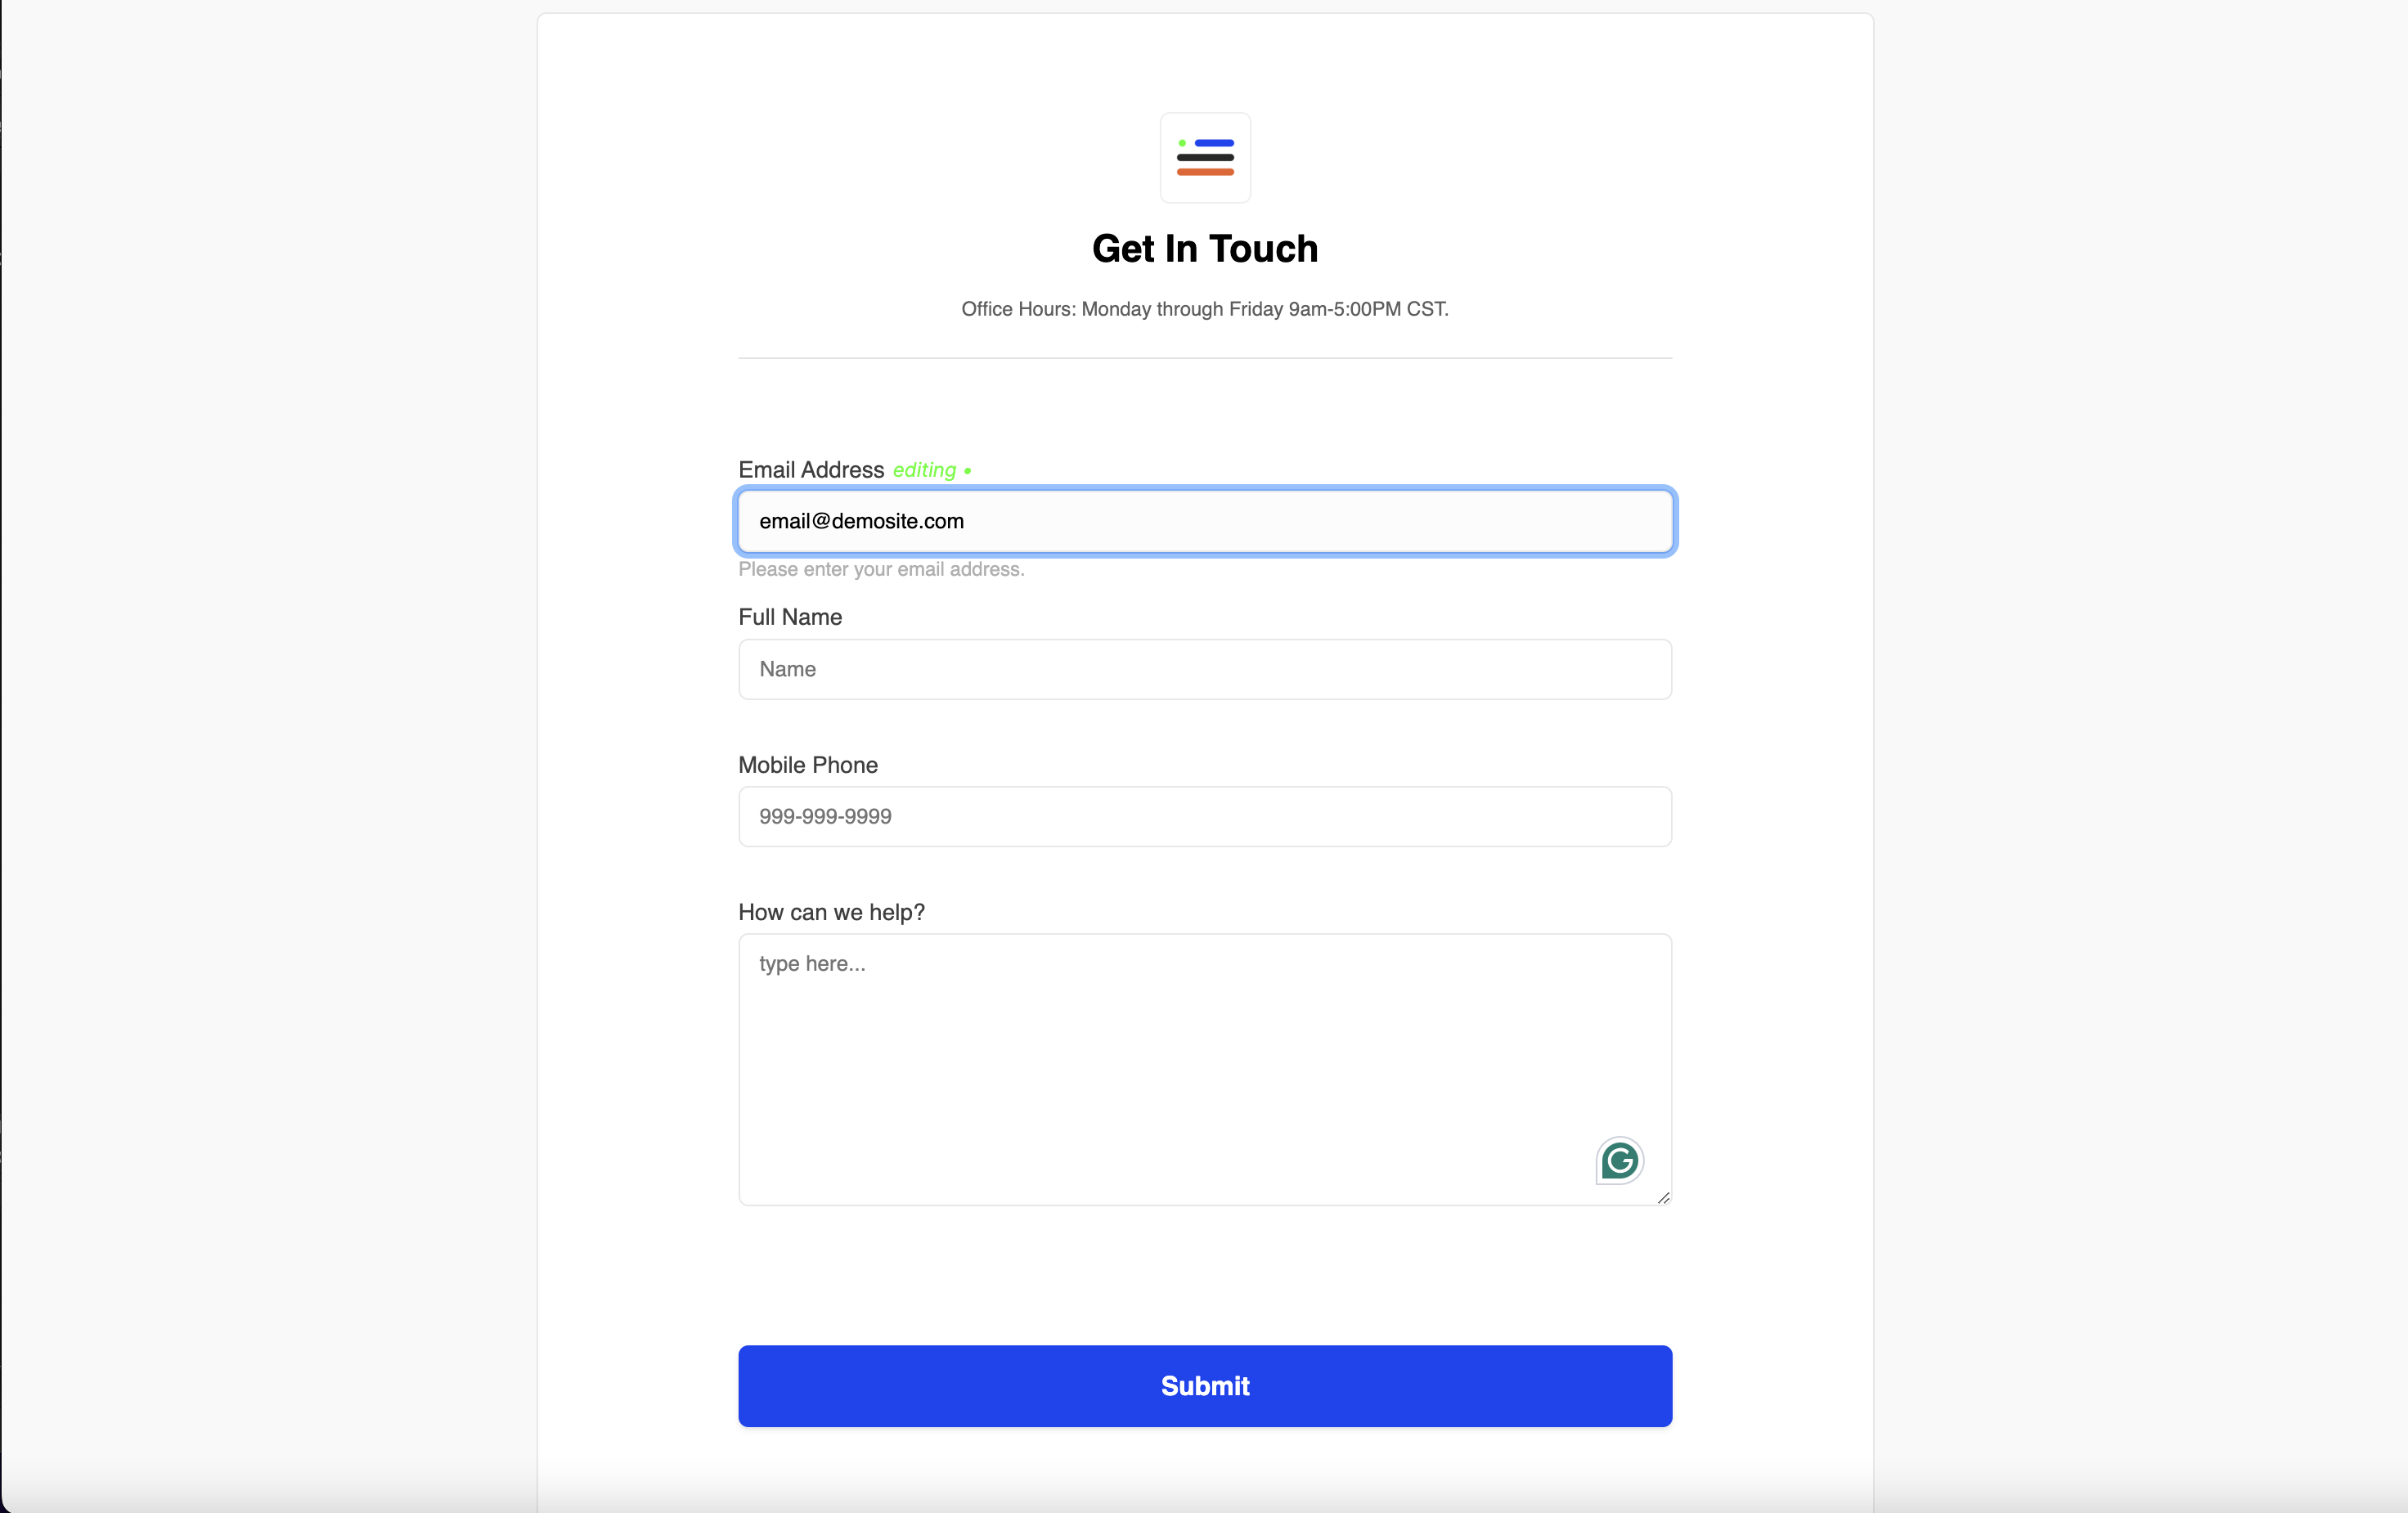 Get In Touch
Office Hours: Monday through Friday 9am-5:00PM CST.
Email Address editing •
email@demosite.com
Please enter your email address.
Full Name
Name
Mobile Phone
999-999-9999
How can we help?
type here...
Submit